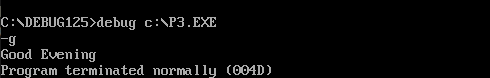 C:\DEBUG125>debug c:\P3.EXE
-g
Good Evening
Program terminated normally (004D)